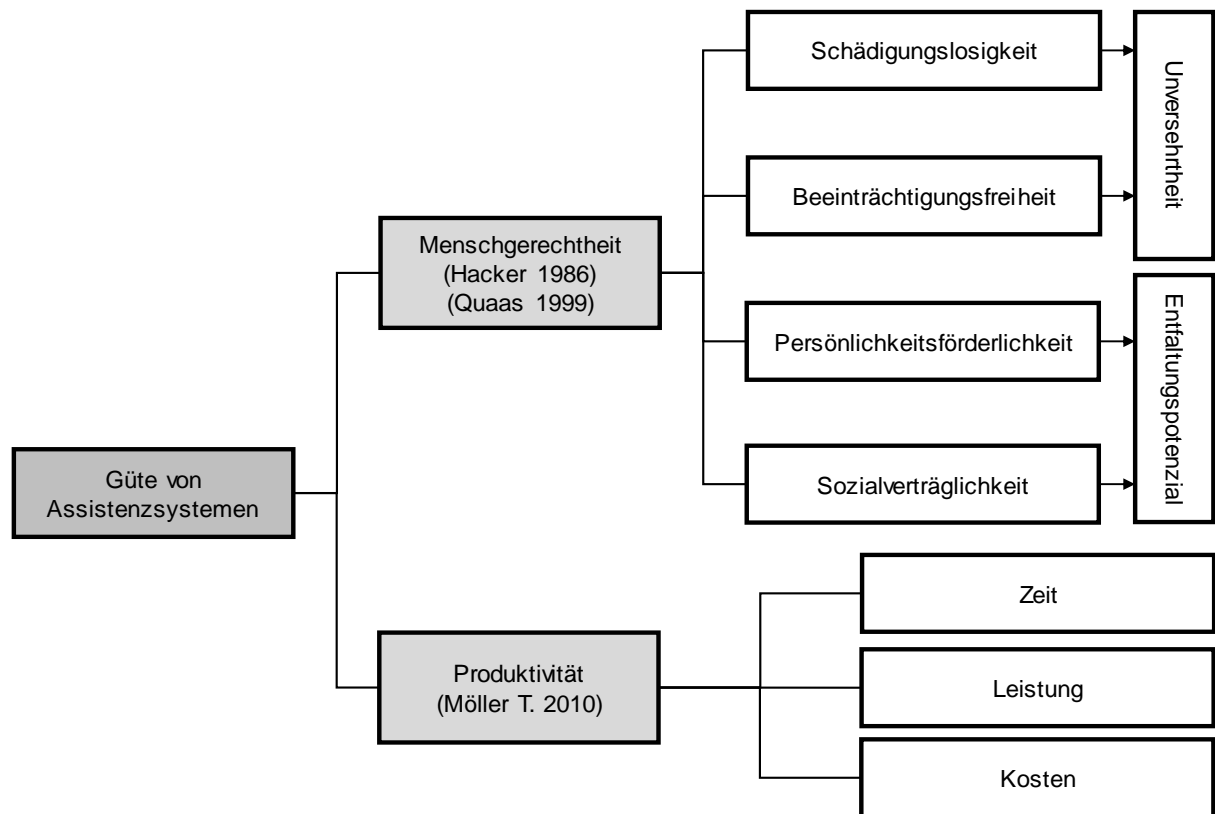 Güte von
Assistenzsystemen
Menschgerechtheit
(Hacker 1986)
(Quaas 1999)
Schädigungslosigkeit
Beeinträchtigungsfreiheit
Persönlichkeitsförderlichkeit
Sozialverträglichkeit
Unversehrtheit
Entfaltungspotenzial
Produktivität
(Möller T. 2010)
Zeit
Leistung
Kosten